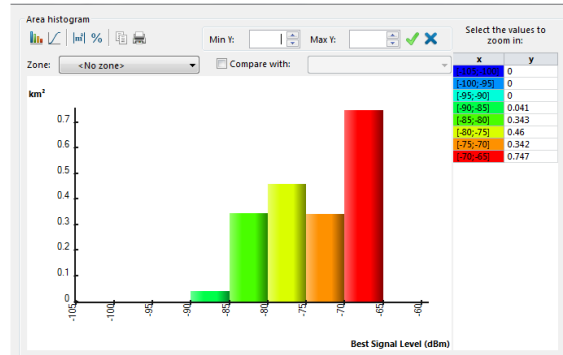 Area histogram
Min Y:
Max Y:
Select the values to zoom in:
Zone: <No zone>
Compare with:
x y
[-105;-100] 0
[-100;-95] 0
[-95;-90] 0
[-90;-85] 0.041
[-85;-80] 0.343
[-80;-75] 0.46
[-75;-70] 0.342
[-70;-65] 0.747
km²
0.7
0.6
0.5
0.4
0.3
0.2
0.1
0
-105 -100 -95 -90 -85 -80 -75 -70 -65 -60
Best Signal Level (dBm)